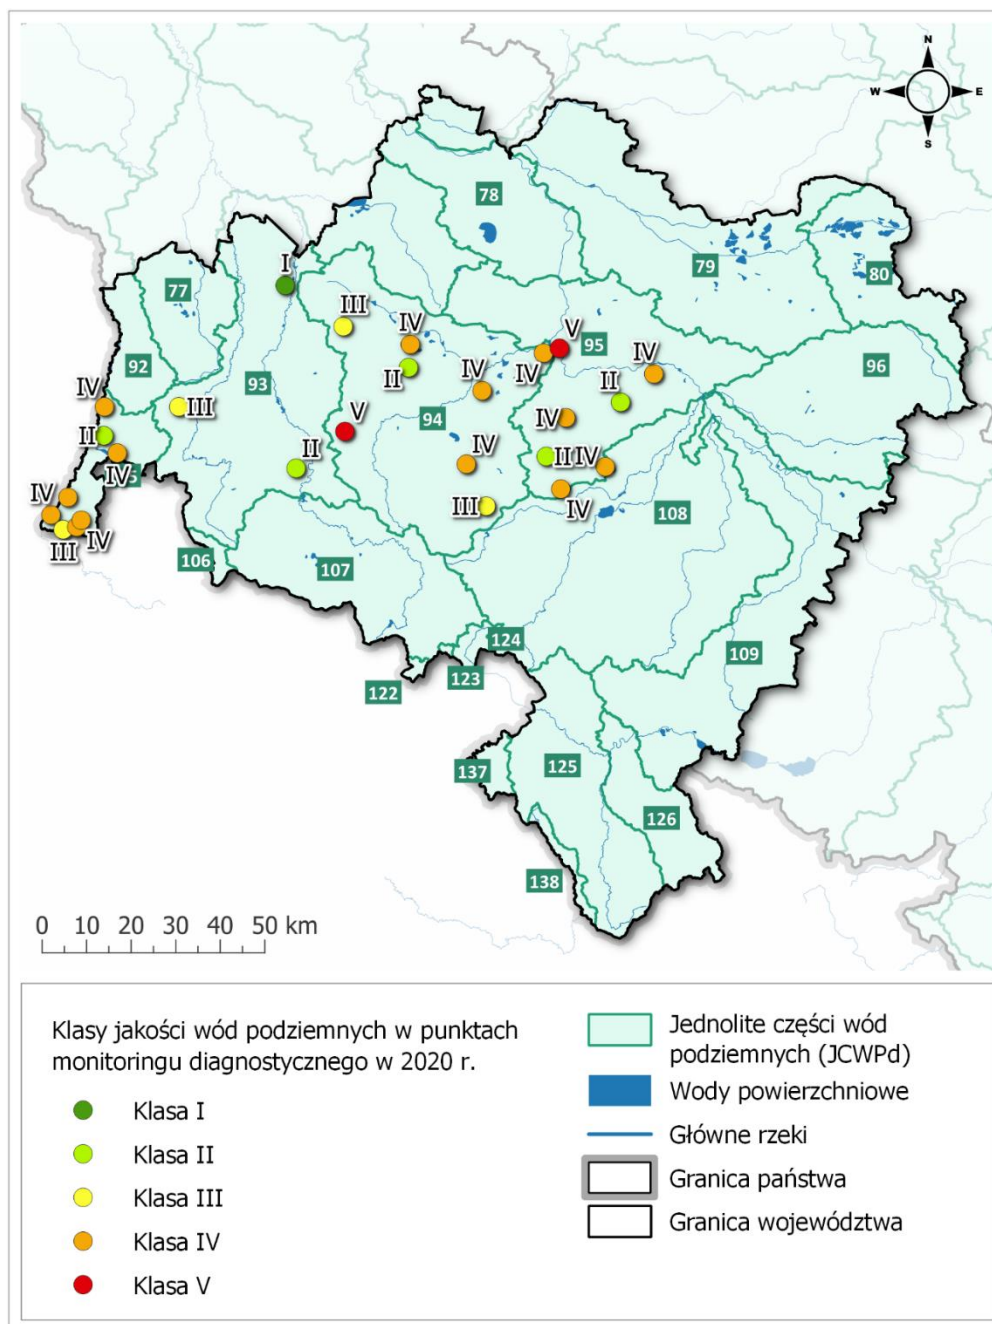 N
W E
S
78
79
80
77
I
III
IV
V
95
IV
IV
II
II
92
93
IV
96
IV
III
94
IV
V
II
II
II IV
IV
IV
IV
III
IV
IV
III
IV
108
106
107
124
109
123
122
125
137
126
138
0 10 20 30 40 50 km
Klasy jakości wód podziemnych w punktach
monitoringu diagnostycznego w 2020 r.
Klasa I
Klasa II
Klasa III
Klasa IV
Klasa V
Jednolite części wód
podziemnych (JCWPd)
Wody powierzchniowe
Główne rzeki
Granica państwa
Granica województwa